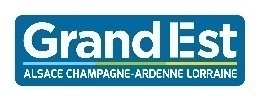 Grand Est
ALSACE CHAMPAGNE-ARDENNE LORRAINE